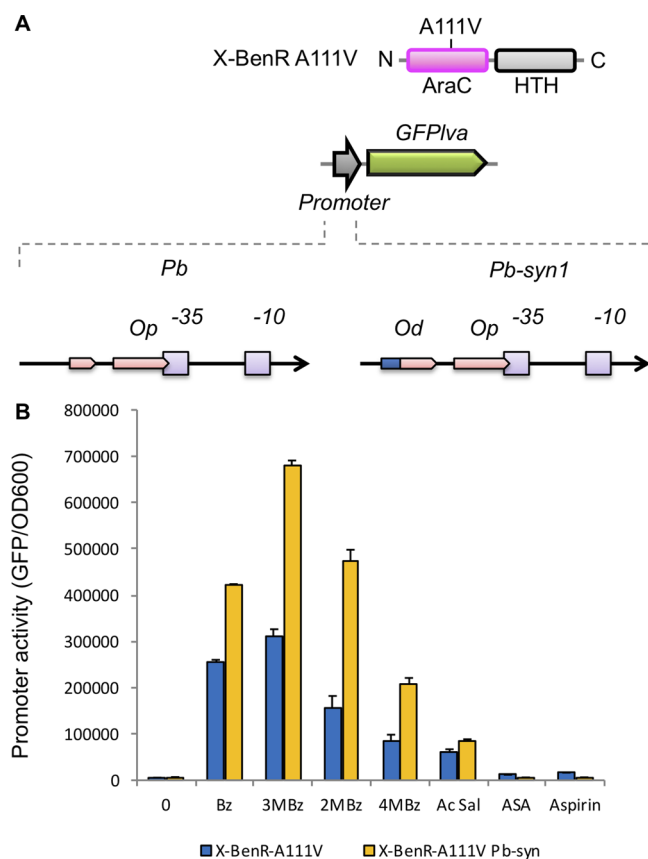 A
A111V
X-BenR A111V N C
AraC HTH
GFPlva
Promoter
Pb Pb-syn1
Op -35 -10 Od Op -35 -10
B
Promoter activity (GFP/OD600)
800000
700000
600000
500000
400000
300000
200000
100000
0
0 Bz 3MBz 2MBz 4MBz Ac Sal ASA Aspirin
X-BenR-A111V X-BenR-A111V Pb-syn